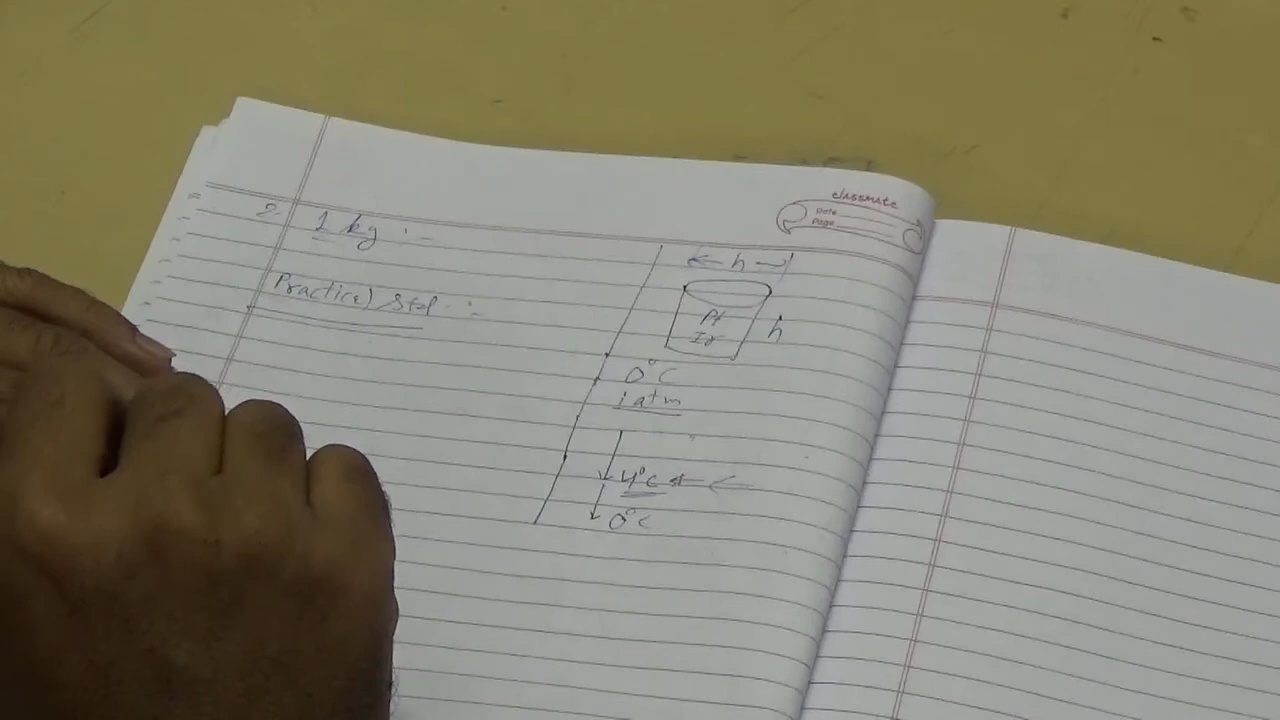 classmate
Date
Page
2. 1 kg :-
Practical Std. :-
h
Pt
Ir
h
0°C
1 atm
4°C
0°C